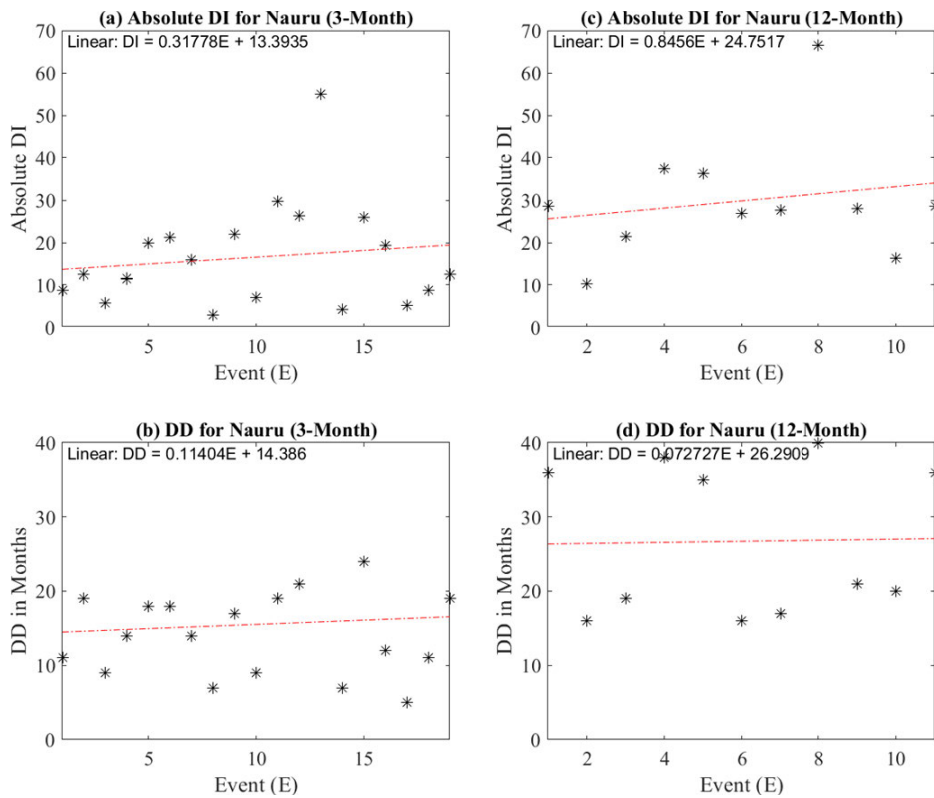 (a) Absolute DI for Nauru (3-Month)
Linear: DI = 0.31778E + 13.3935
70
60
50
40
30
20
10
0
Absolute DI
5
10
15
Event (E)
(c) Absolute DI for Nauru (12-Month)
Linear: DI = 0.8456E + 24.7517
70
60
50
40
30
20
10
0
Absolute DI
2
4
6
8
10
Event (E)
(b) DD for Nauru (3-Month)
Linear: DD = 0.11404E + 14.386
40
30
20
10
0
DD in Months
5
10
15
Event (E)
(d) DD for Nauru (12-Month)
Linear: DD = 0.072727E + 26.2909
40
30
20
10
0
DD in Months
2
4
6
8
10
Event (E)